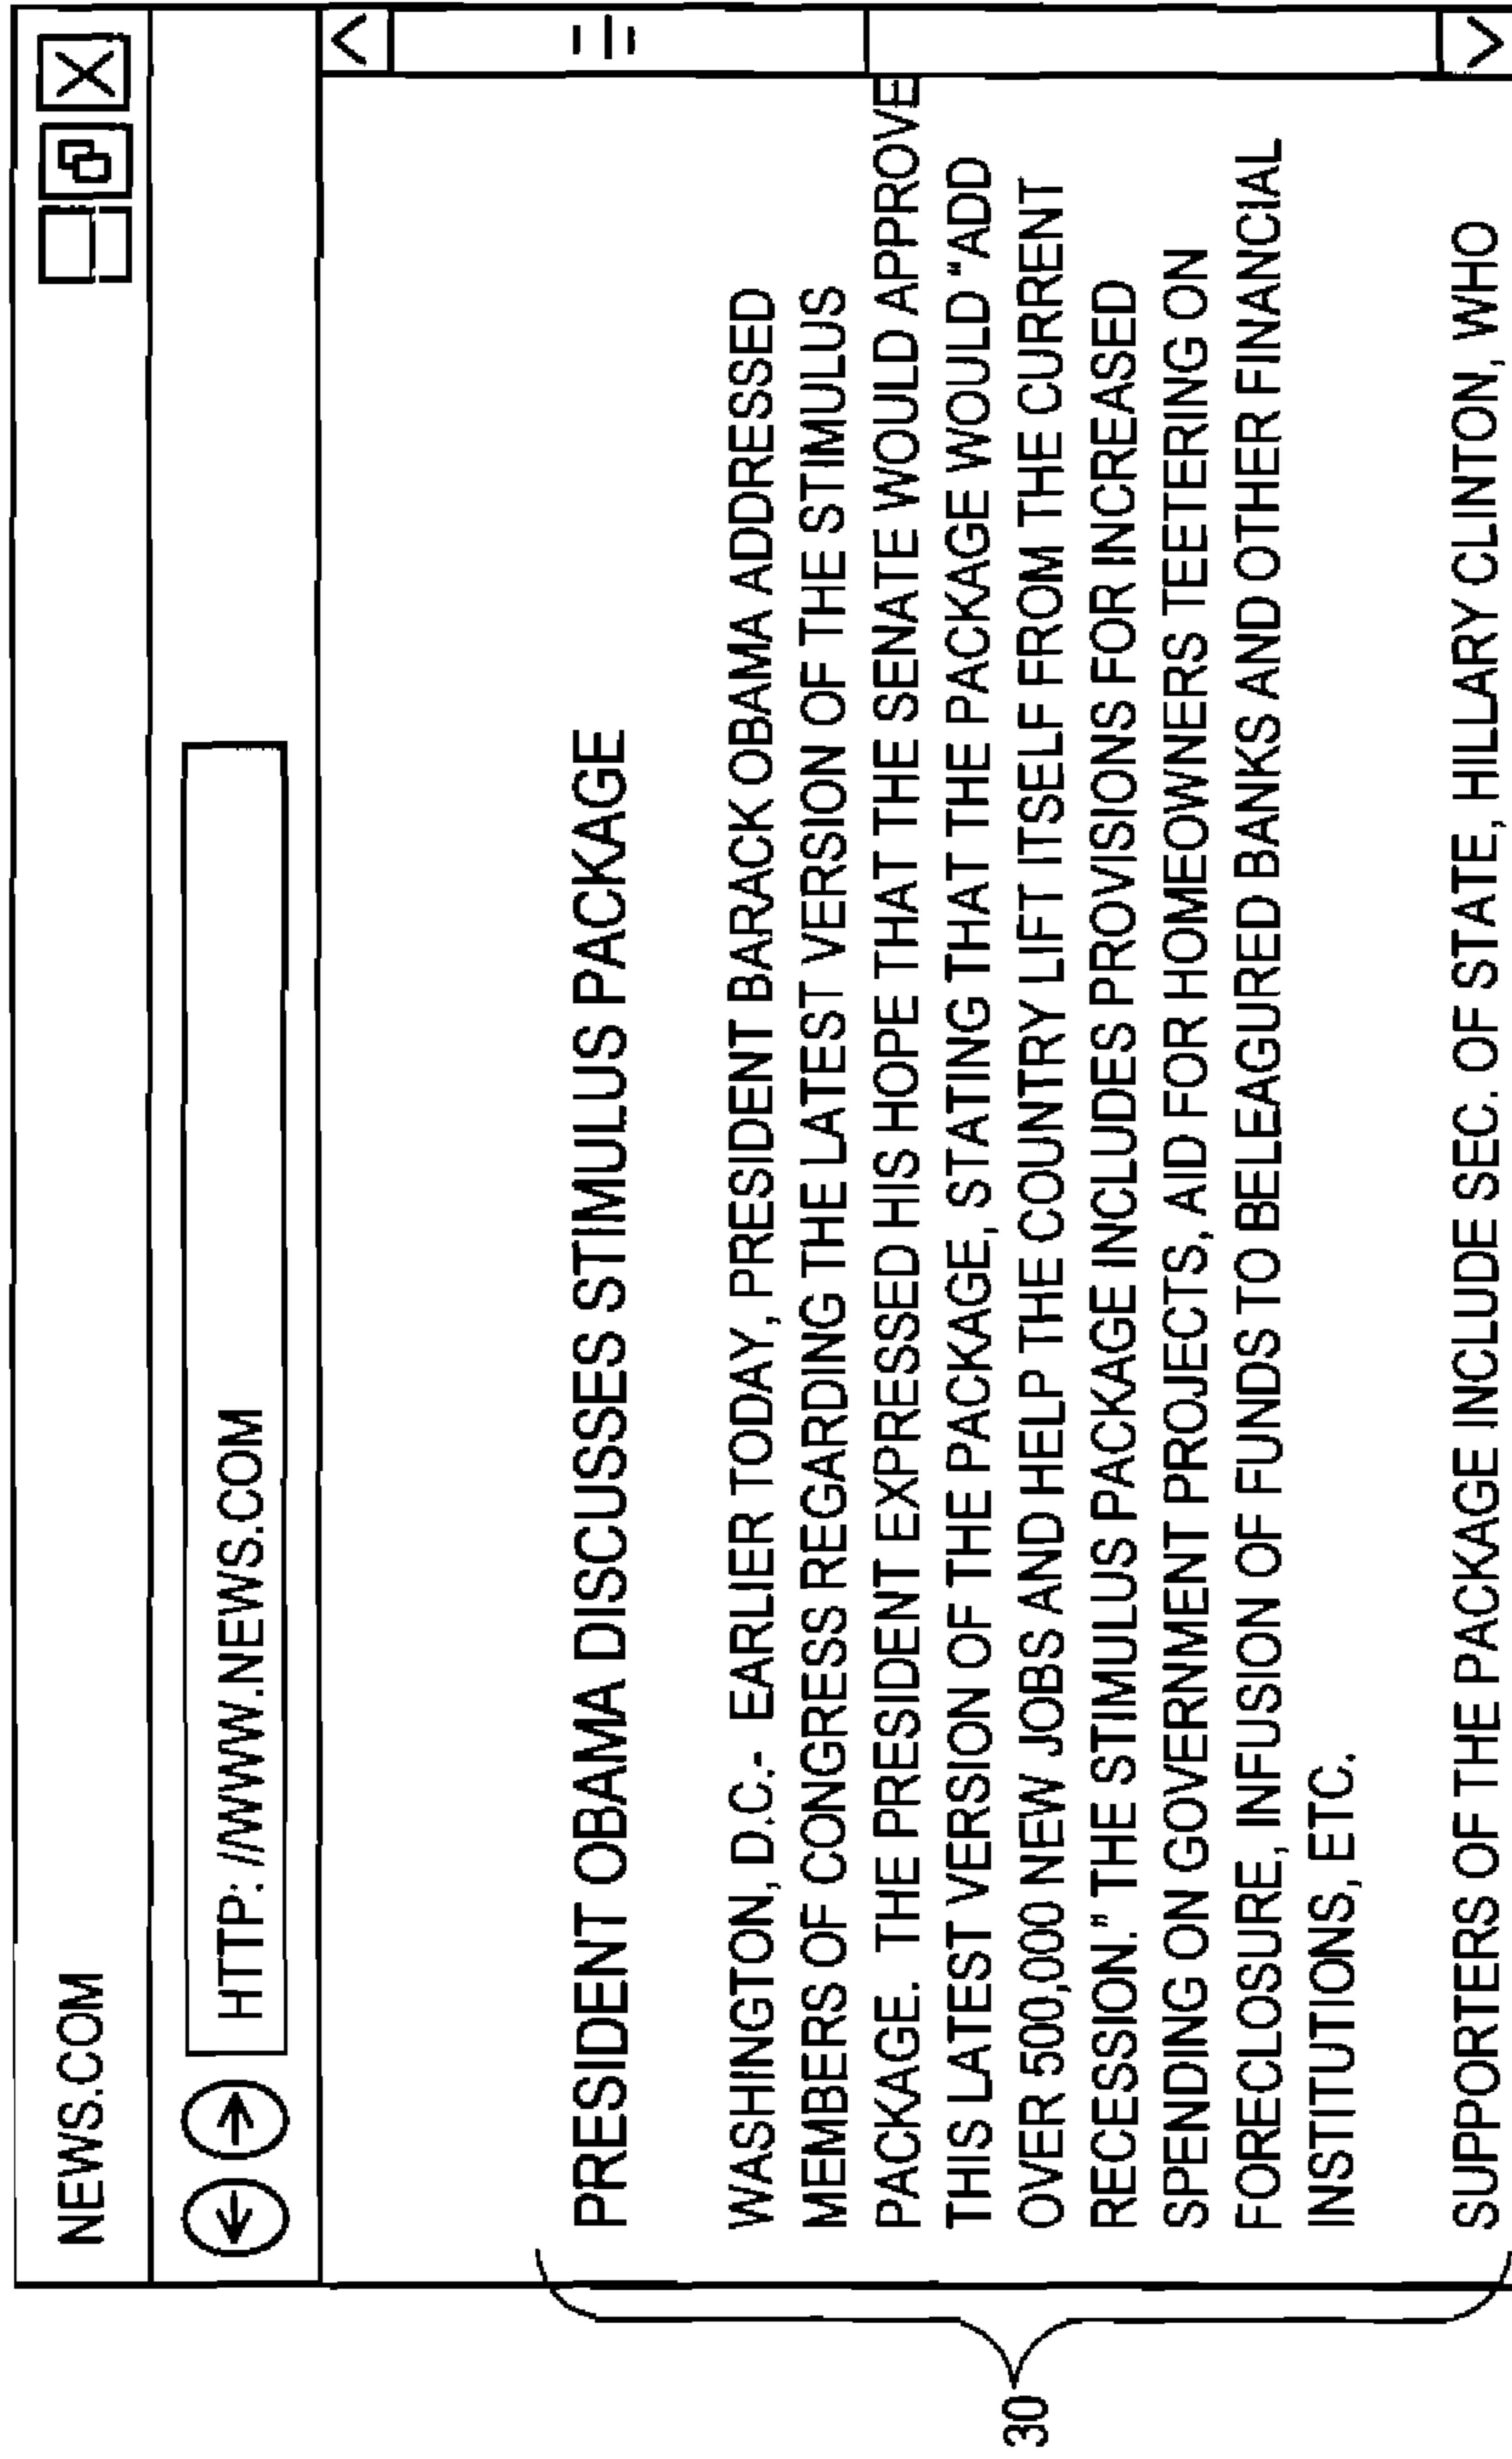 NEWS.COM
HTTP://WWW.NEWS.COM
PRESIDENT OBAMA DISCUSSES STIMULUS PACKAGE
WASHINGTON, D.C.- EARLIER TODAY, PRESIDENT BARACK OBAMA ADDRESSED
MEMBERS OF CONGRESS REGARDING THE LATEST VERSION OF THE STIMULUS
PACKAGE. THE PRESIDENT EXPRESSED HIS HOPE THAT THE SENATE WOULD APPROVE
THIS LATEST VERSION OF THE PACKAGE, STATING THAT THE PACKAGE WOULD "ADD
OVER 500,000 NEW JOBS AND HELP THE COUNTRY LIFT ITSELF FROM THE CURRENT
RECESSION." THE STIMULUS PACKAGE INCLUDES PROVISIONS FOR INCREASED
SPENDING ON GOVERNMENT PROJECTS, AID FOR HOMEOWNERS TEETERING ON
FORECLOSURE, INFUSION OF FUNDS TO BELEAGURED BANKS AND OTHER FINANCIAL
INSTITUTIONS, ETC.
SUPPORTERS OF THE PACKAGE INCLUDE SEC. OF STATE, HILLARY CLINTON, WHO
30